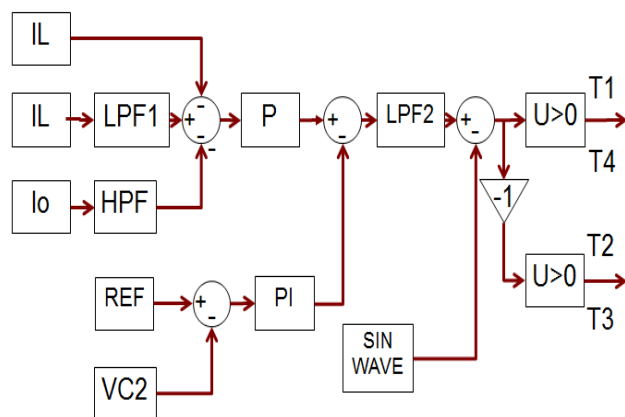 IL
IL
LPF1
+
-
-
-
P
+
-
LPF2
+
-
U>0
T1
T4
Io
HPF
-1
REF
+
-
PI
U>0
T2
T3
VC2
SIN
WAVE